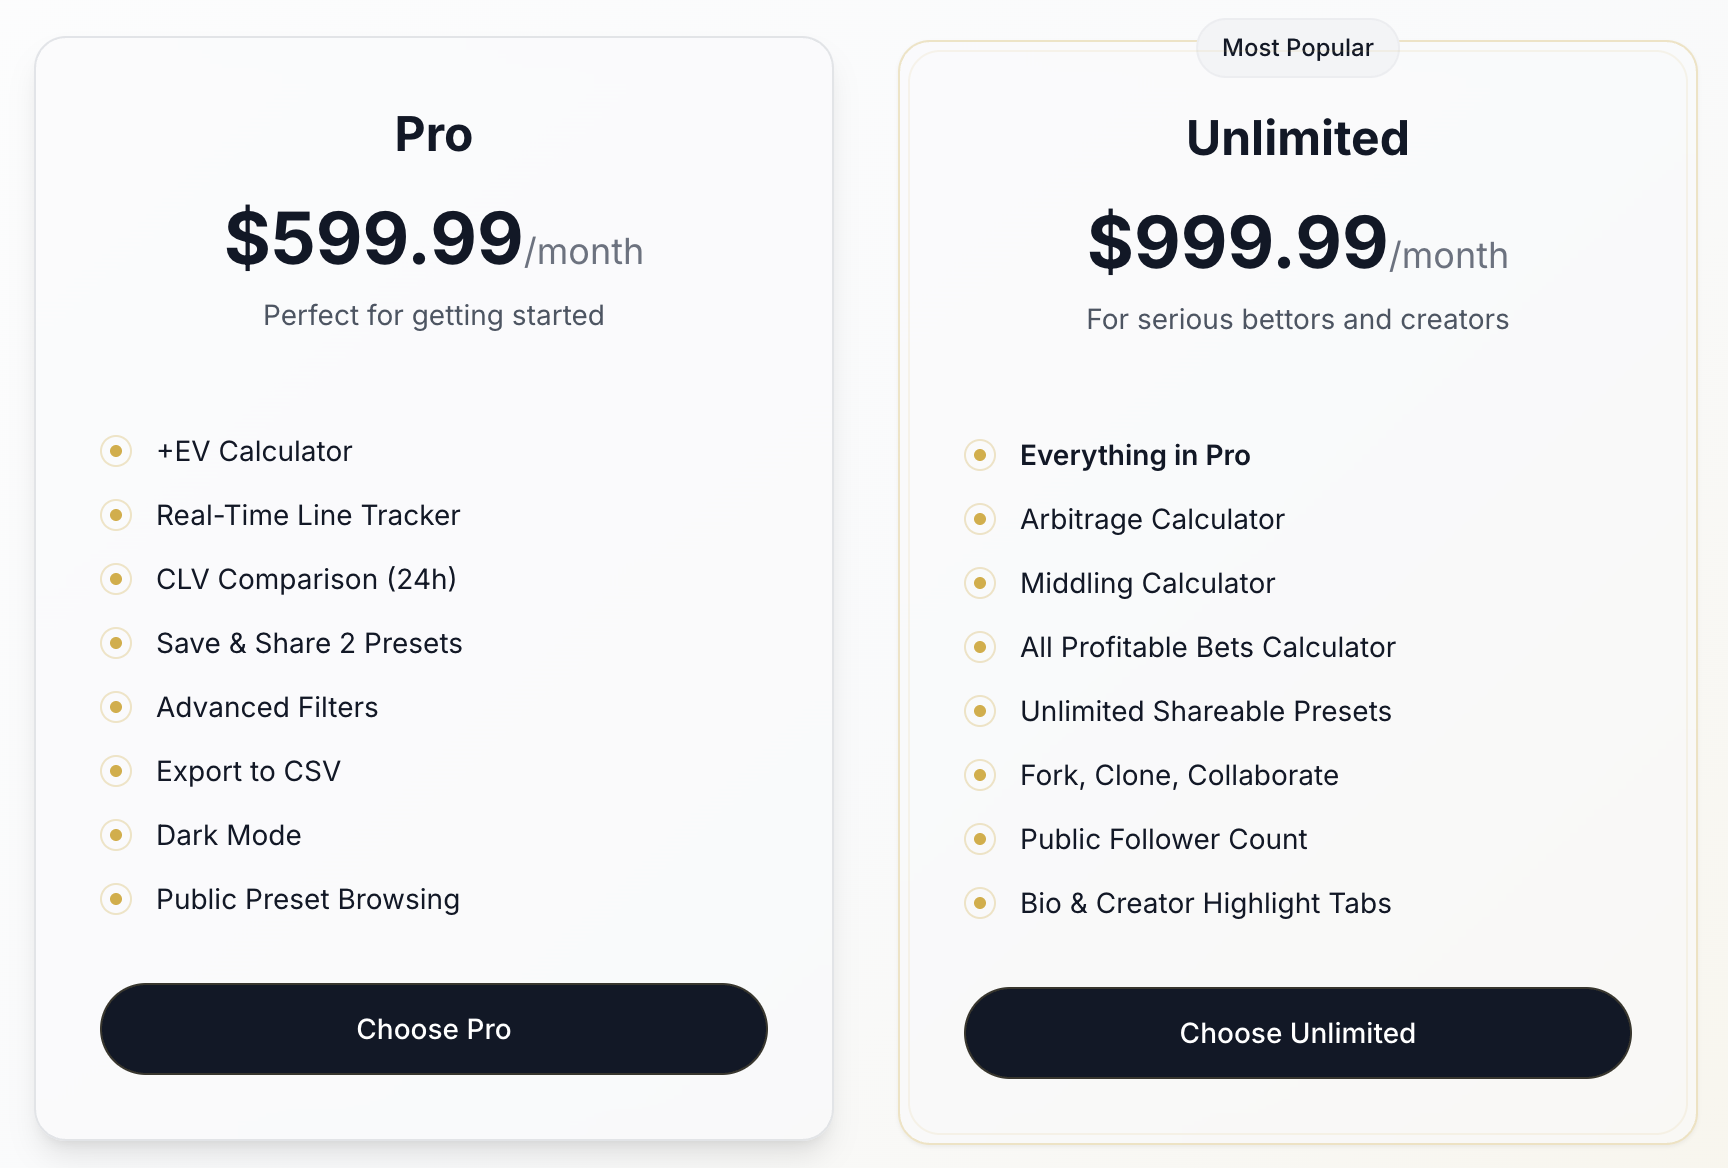 Pro
$599.99/month
Perfect for getting started
+EV Calculator
Real-Time Line Tracker
CLV Comparison (24h)
Save & Share 2 Presets
Advanced Filters
Export to CSV
Dark Mode
Public Preset Browsing
Choose Pro
Most Popular
Unlimited
$999.99/month
For serious bettors and creators
Everything in Pro
Arbitrage Calculator
Middling Calculator
All Profitable Bets Calculator
Unlimited Shareable Presets
Fork, Clone, Collaborate
Public Follower Count
Bio & Creator Highlight Tabs
Choose Unlimited